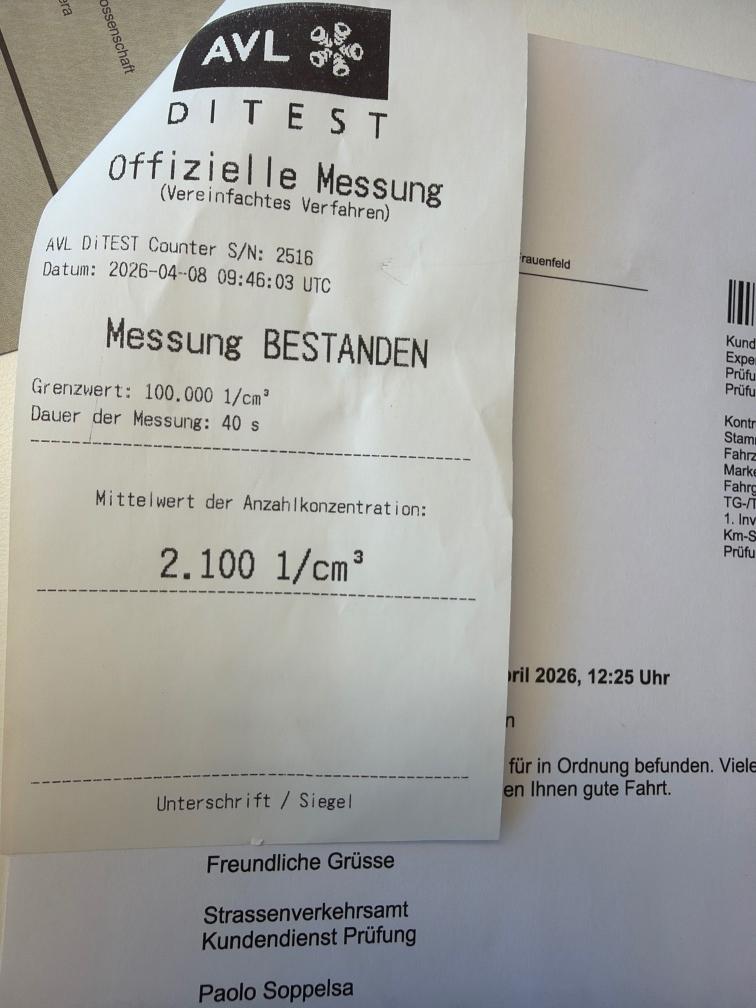 ossenschaft
AVL
DITEST
Offizielle Messung
(Vereinfachtes Verfahren)
AVL DiTEST Counter S/N: 2516
Datum: 2026-04-08 09:46:03 UTC
Messung BESTANDEN
Grenzwert: 100.000 1/cm³
Dauer der Messung: 40 s
Mittelwert der Anzahlkonzentration:
2.100 1/cm³
Unterschrift / Siegel
rauenfeld
Kund
Expe
Prüfu
Prüfu
Kontr
Stam
Fahrz
Marke
Fahrg
TG-/T
1. Inv
Km-S
Prüfu
ril 2026, 12:25 Uhr
n
für in Ordnung befunden. Viele
en Ihnen gute Fahrt.
Freundliche Grüsse
Strassenverkehrsamt
Kundendienst Prüfung
Paolo Soppelsa